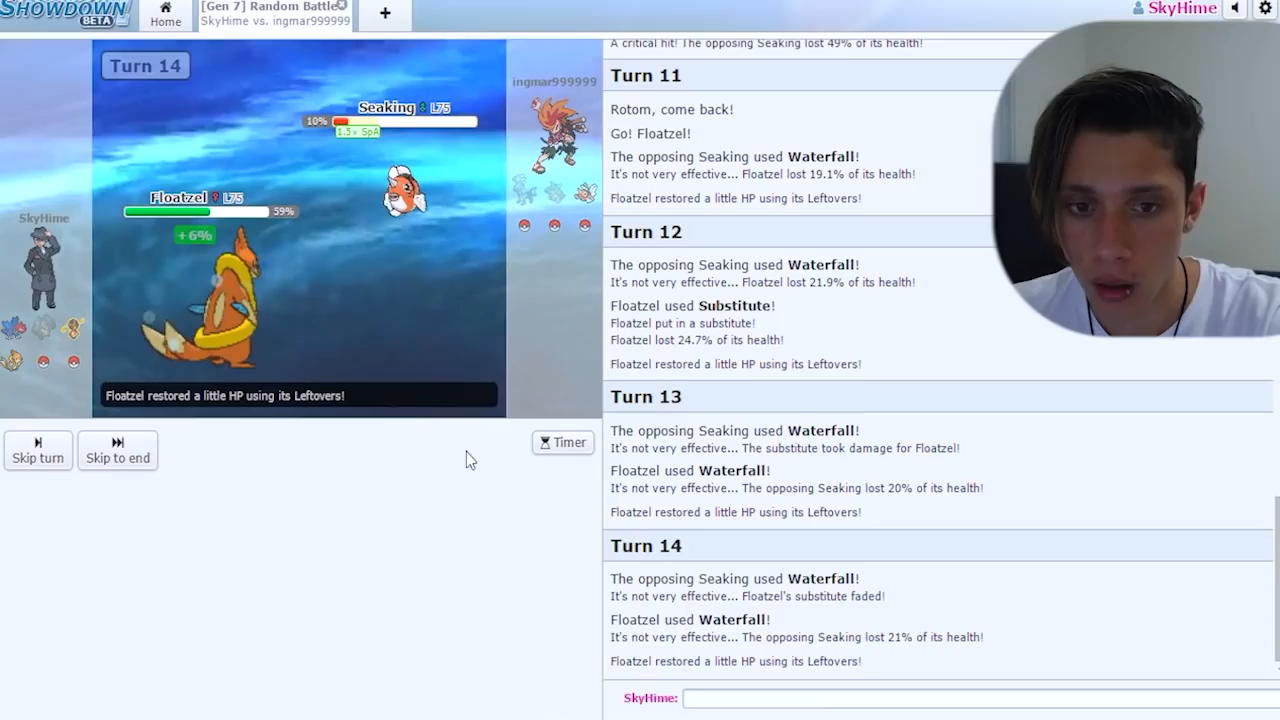 SHOWDOWN
BETA
Home
[Gen 7] Random Battle
SkyHime vs. ingmar999999
+
SkyHime
Turn 14
Seaking L75
10%
1.5× SpA
Floatzel L75
59%
+6%
SkyHime
ingmar999999
Floatzel restored a little HP using its Leftovers!
Skip turn
Skip to end
Timer
A critical hit! The opposing Seaking lost 49% of its health!
Turn 11
Rotom, come back!
Go! Floatzel!
The opposing Seaking used Waterfall!
It's not very effective... Floatzel lost 19.1% of its health!
Floatzel restored a little HP using its Leftovers!
Turn 12
The opposing Seaking used Waterfall!
It's not very effective... Floatzel lost 21.9% of its health!
Floatzel used Substitute!
Floatzel put in a substitute!
Floatzel lost 24.7% of its health!
Floatzel restored a little HP using its Leftovers!
Turn 13
The opposing Seaking used Waterfall!
It's not very effective... The substitute took damage for Floatzel!
Floatzel used Waterfall!
It's not very effective... The opposing Seaking lost 20% of its health!
Floatzel restored a little HP using its Leftovers!
Turn 14
The opposing Seaking used Waterfall!
It's not very effective... Floatzel's substitute faded!
Floatzel used Waterfall!
It's not very effective... The opposing Seaking lost 21% of its health!
Floatzel restored a little HP using its Leftovers!
SkyHime: